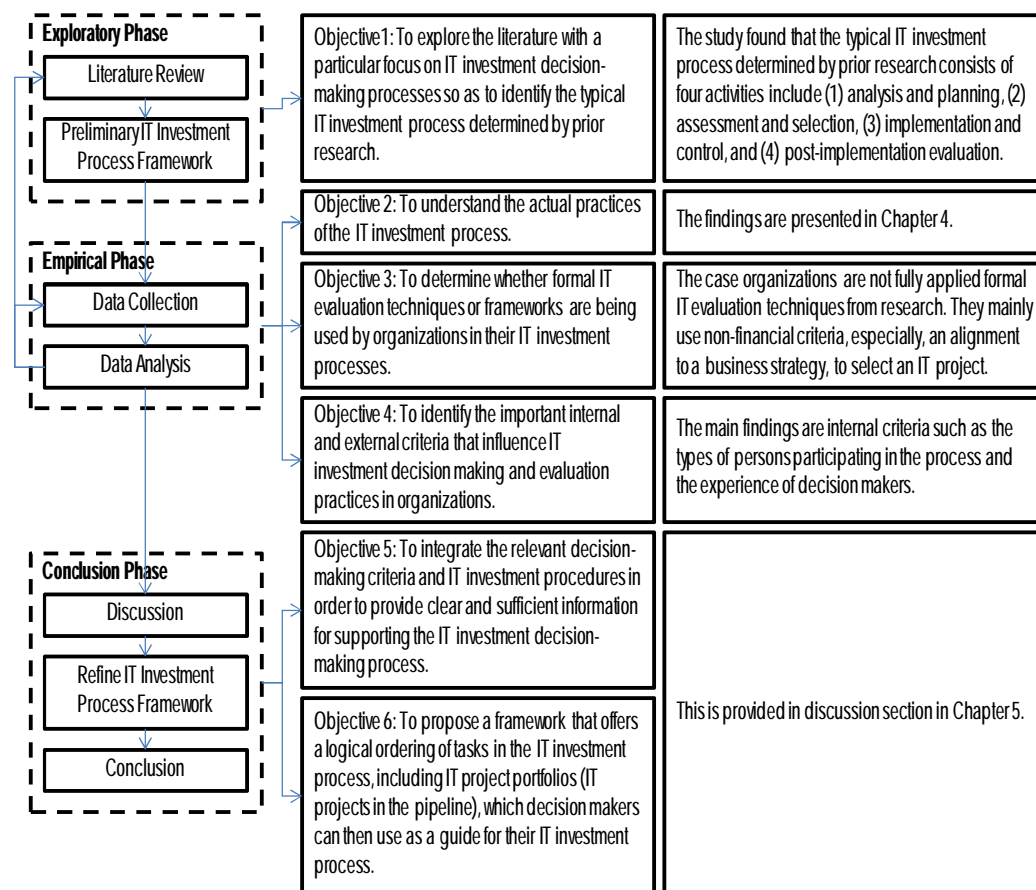 Exploratory Phase
Literature Review
Preliminary IT Investment
Process Framework
Objective1: To explore the literature with a
particular focus on IT investment decision-
making processes so as to identify the typical
IT investment process determined by prior
research.
The study found that the typical IT investment
process determined by prior research consists of
four activities include (1) analysis and planning, (2)
assessment and selection, (3) implementation and
control, and (4) post-implementation evaluation.
Empirical Phase
Data Collection
Data Analysis
Objective 2: To understand the actual practices
of the IT investment process.
The findings are presented in Chapter 4.
Objective 3: To determine whether formal IT
evaluation techniques or frameworks are being
used by organizations in their IT investment
processes.
The case organizations are not fully applied formal
IT evaluation techniques from research. They mainly
use non-financial criteria, especially, an alignment
to a business strategy, to select an IT project.
Objective 4: To identify the important internal
and external criteria that influence IT
investment decision making and evaluation
practices in organizations.
The main findings are internal criteria such as the
types of persons participating in the process and
the experience of decision makers.
Conclusion Phase
Discussion
Refine IT Investment
Process Framework
Conclusion
Objective 5: To integrate the relevant decision-
making criteria and IT investment procedures in
order to provide clear and sufficient information
for supporting the IT investment decision-
making process.
Objective 6: To propose a framework that offers
a logical ordering of tasks in the IT investment
process, including IT project portfolios (IT
projects in the pipeline), which decision makers
can then use as a guide for their IT investment
process.
This is provided in discussion section in Chapter 5.